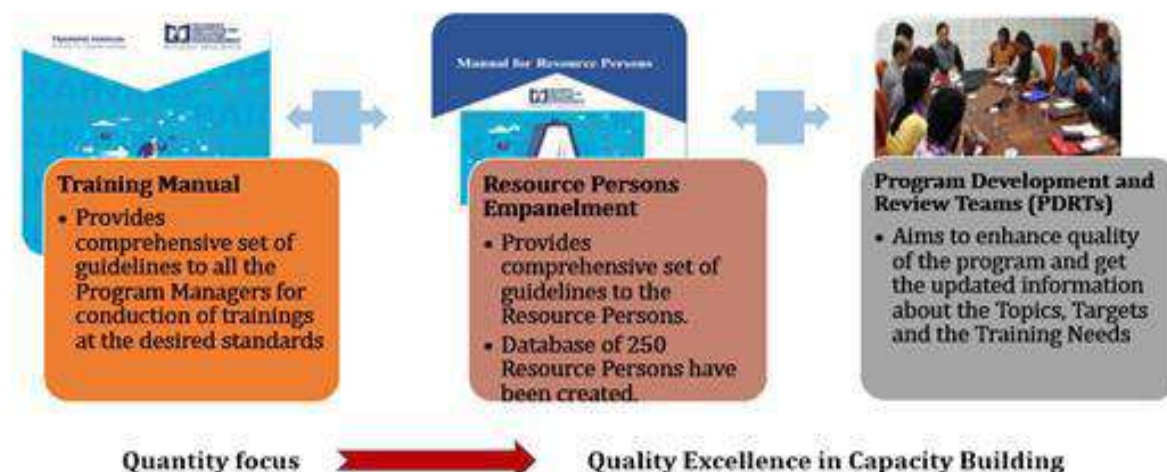 TRAINING MANUAL
Manual for Resource Persons
Training Manual
• Provides
comprehensive set of
guidelines to all the
Program Managers for
conduction of trainings
at the desired standards
Resource Persons
Empanelment
• Provides
comprehensive set of
guidelines to the
Resource Persons.
• Database of 250
Resource Persons have
been created.
Program Development and
Review Teams (PDRTs)
• Aims to enhance quality
of the program and get
the updated information
about the Topics, Targets
and the Training Needs
Quantity focus
Quality Excellence in Capacity Building